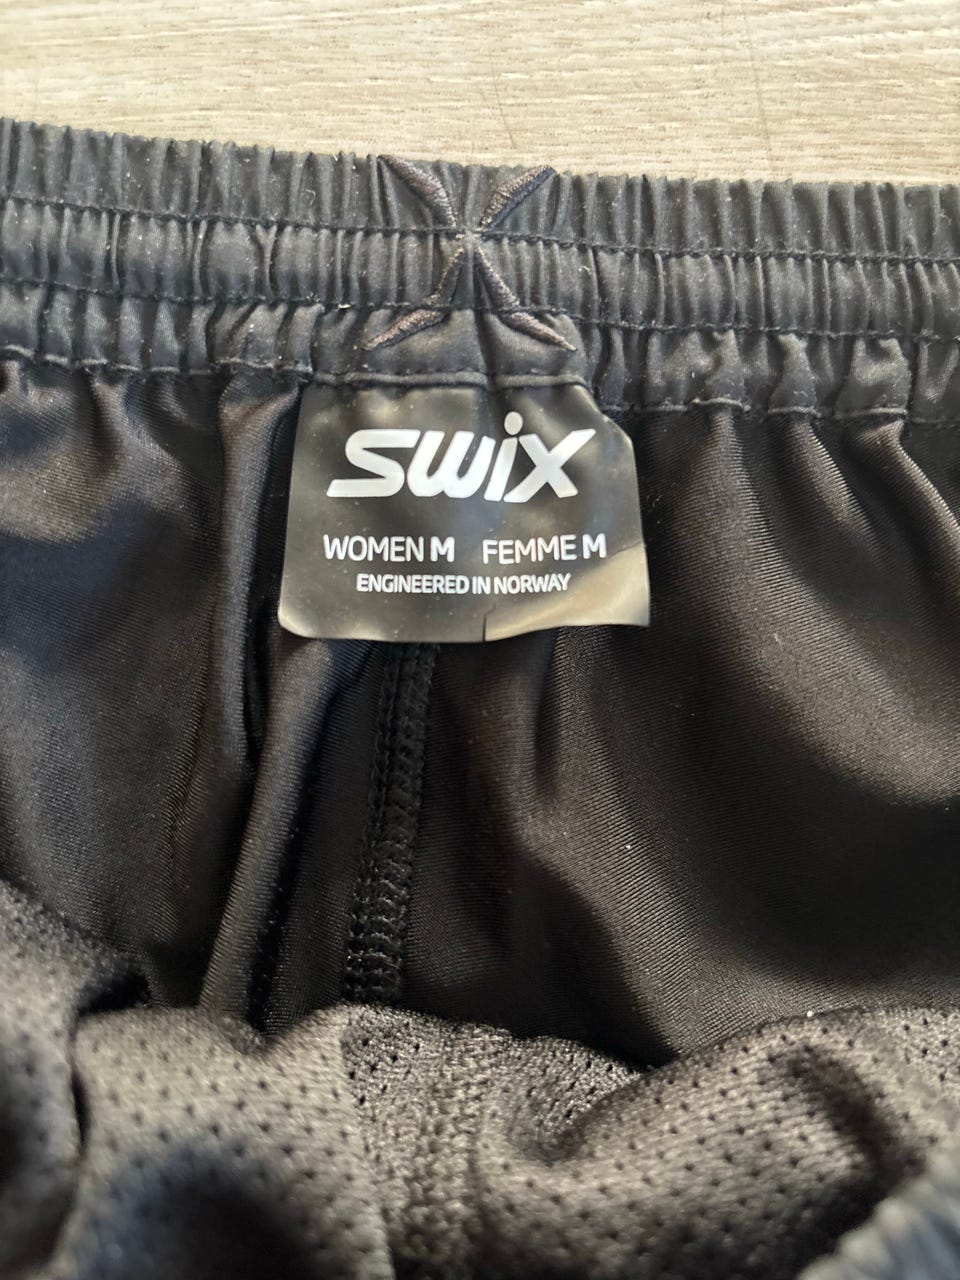 swix
WOMEN M FEMME M
ENGINEERED IN NORWAY